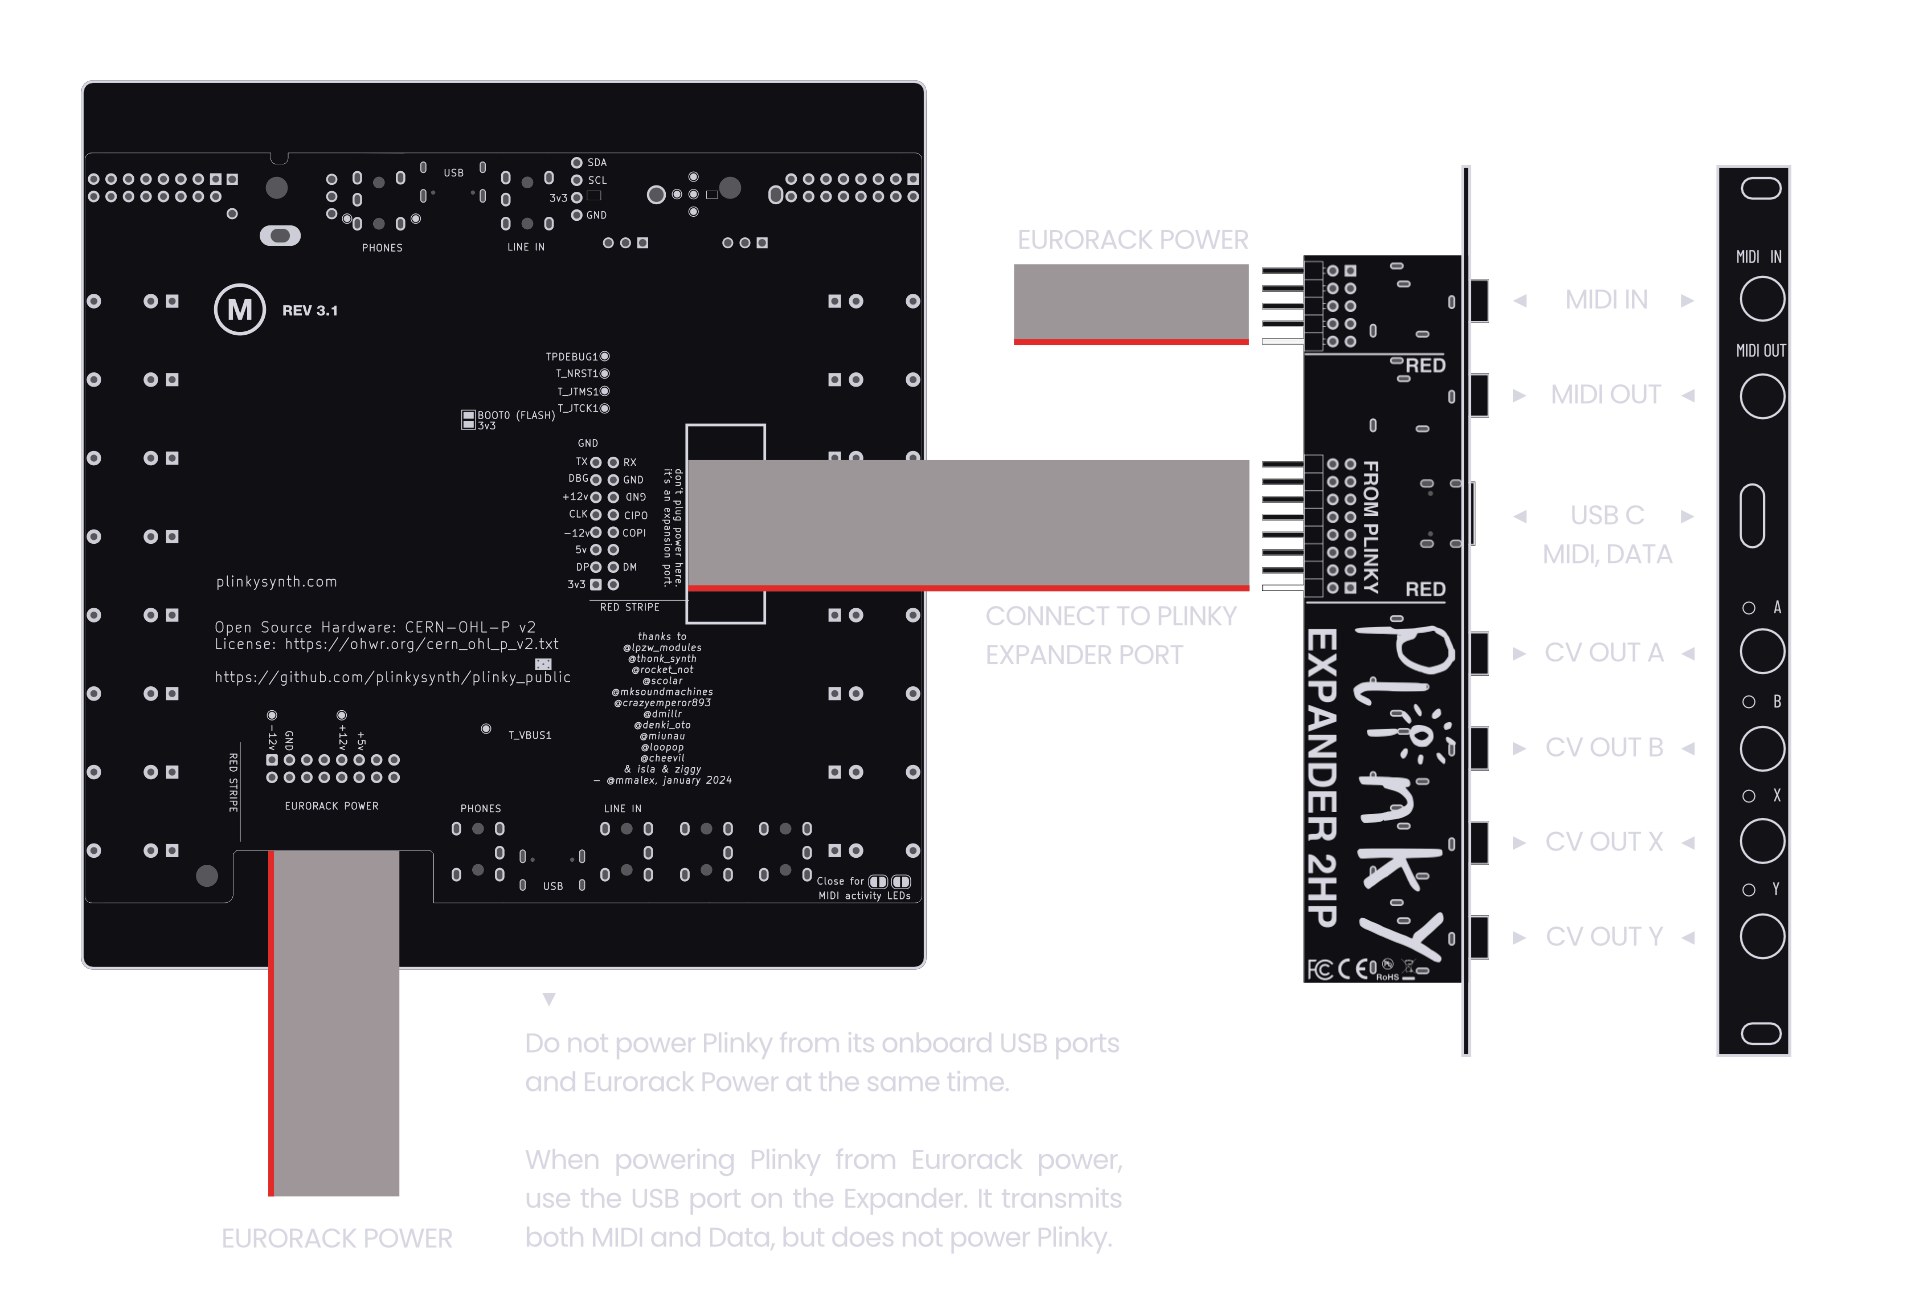 USB
SDA
SCL
3v3
GND
PHONES
LINE IN
M
REV 3.1
TPDEBUG1
T_NRST1
T_JTMS1
T_JTCK1
BOOT0 (FLASH)
3v3
GND
TX RX
DBG GND
+12v GND
CLK CIPO
-12v COPI
5v
DP DM
3v3
RED STRIPE
don't plug power here.
it's an expansion port.
plinkysynth.com
Open Source Hardware: CERN-OHL-P v2
License: https://ohwr.org/cern_ohl_p_v2.txt
https://github.com/plinkysynth/plinky_public
thanks to
@lpzw_modules
@thonk_synth
@rocket_not
@scolar
@mksoundmachines
@crazyemperor893
@dmillr
@denki_oto
@miunau
@loopop
@cheevil
& isla & ziggy
- @mmalex, january 2024
T_VBUS1
-12v
GND
+12v
+5v
RED STRIPE
EURORACK POWER
PHONES
USB
LINE IN
Close for
MIDI activity LEDs
EURORACK POWER
Do not power Plinky from its onboard USB ports
and Eurorack Power at the same time.
When powering Plinky from Eurorack power,
use the USB port on the Expander. It transmits
both MIDI and Data, but does not power Plinky.
EURORACK POWER
CONNECT TO PLINKY
EXPANDER PORT
RED
FROM PLINKY
RED
Plinky
EXPANDER 2HP
FC CE RoHS
MIDI IN
MIDI OUT
USB C
MIDI, DATA
CV OUT A
CV OUT B
CV OUT X
CV OUT Y
MIDI IN
MIDI OUT
A
B
X
Y